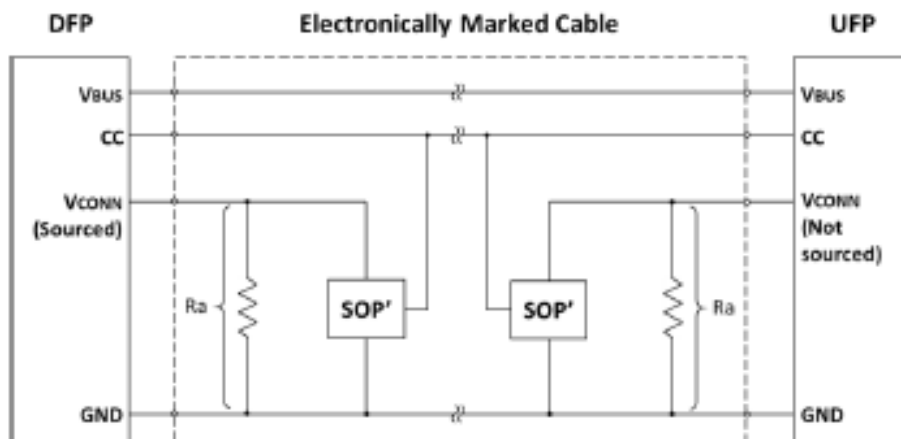 DFP Electronically Marked Cable UFP
VBUS VBUS
CC CC
VCONN VCONN
(Sourced) (Not
sourced)
Ra SOP' SOP' Ra
GND GND